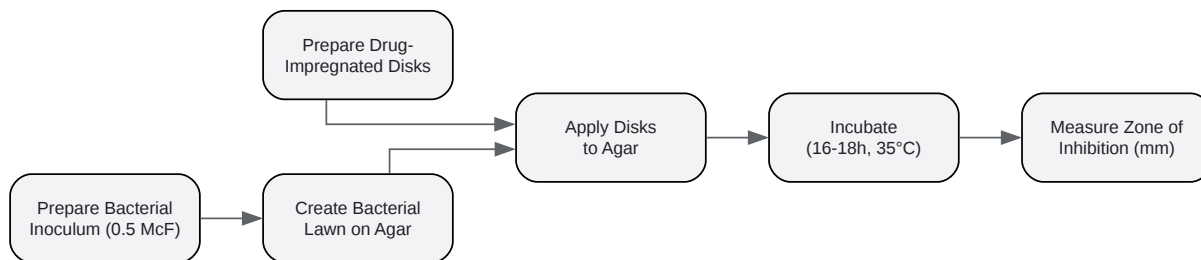 Prepare Drug-
Impregnated Disks
Apply Disks
to Agar
Incubate
(16-18h, 35°C)
Measure Zone of
Inhibition (mm)
Prepare Bacterial
Inoculum (0.5 McF)
Create Bacterial
Lawn on Agar